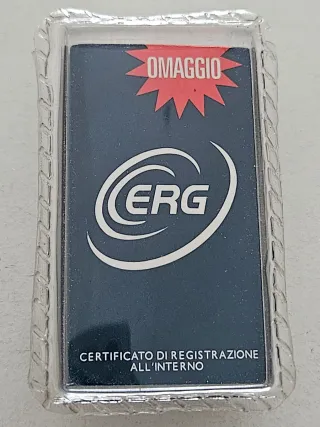 OMAGGIO
ERG
CERTIFICATO DI REGISTRAZIONE
ALL'INTERNO